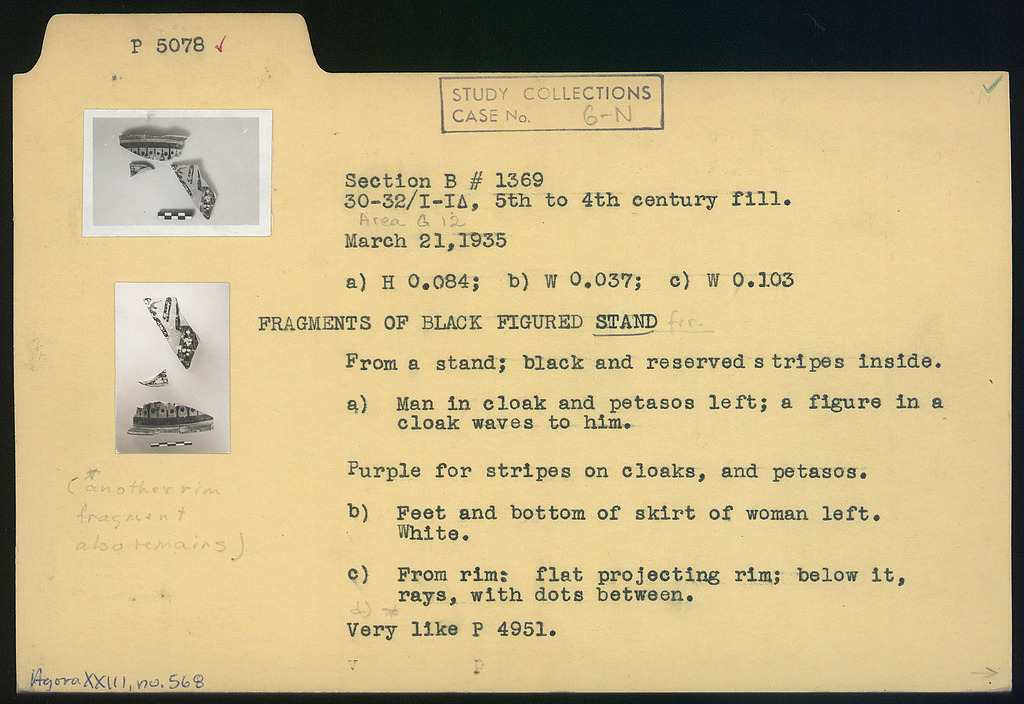 P 5078 ✓
STUDY COLLECTIONS
CASE No. G-N
Section B # 1369
30-32/I-IΔ, 5th to 4th century fill.
Area G 12
March 21,1935
a) H 0.084; b) W 0.037; c) W 0.103
FRAGMENTS OF BLACK FIGURED STAND frr.
From a stand; black and reserved stripes inside.
a) Man in cloak and petasos left; a figure in a
cloak waves to him.
Purple for stripes on cloaks, and petasos.
b) Feet and bottom of skirt of woman left.
White.
c) From rim: flat projecting rim; below it,
rays, with dots between.
d) *
Very like P 4951.
V P
(* another rim
fragment
also remains)
Agora XXIII, no. 568